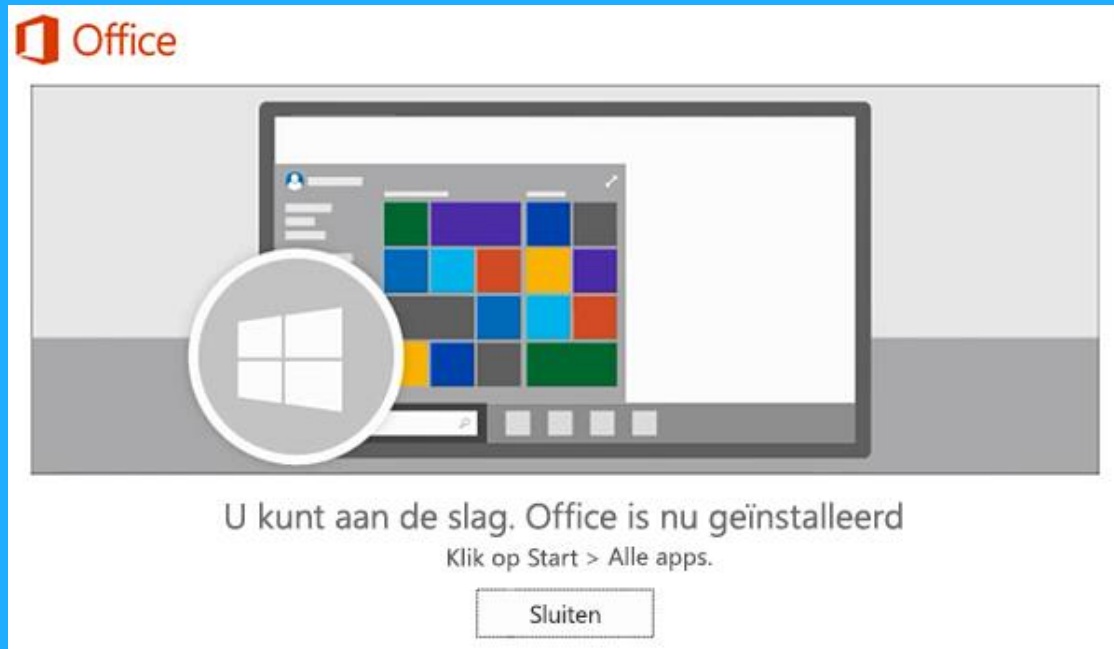 Office
U kunt aan de slag. Office is nu geïnstalleerd
Klik op Start > Alle apps.
Sluiten